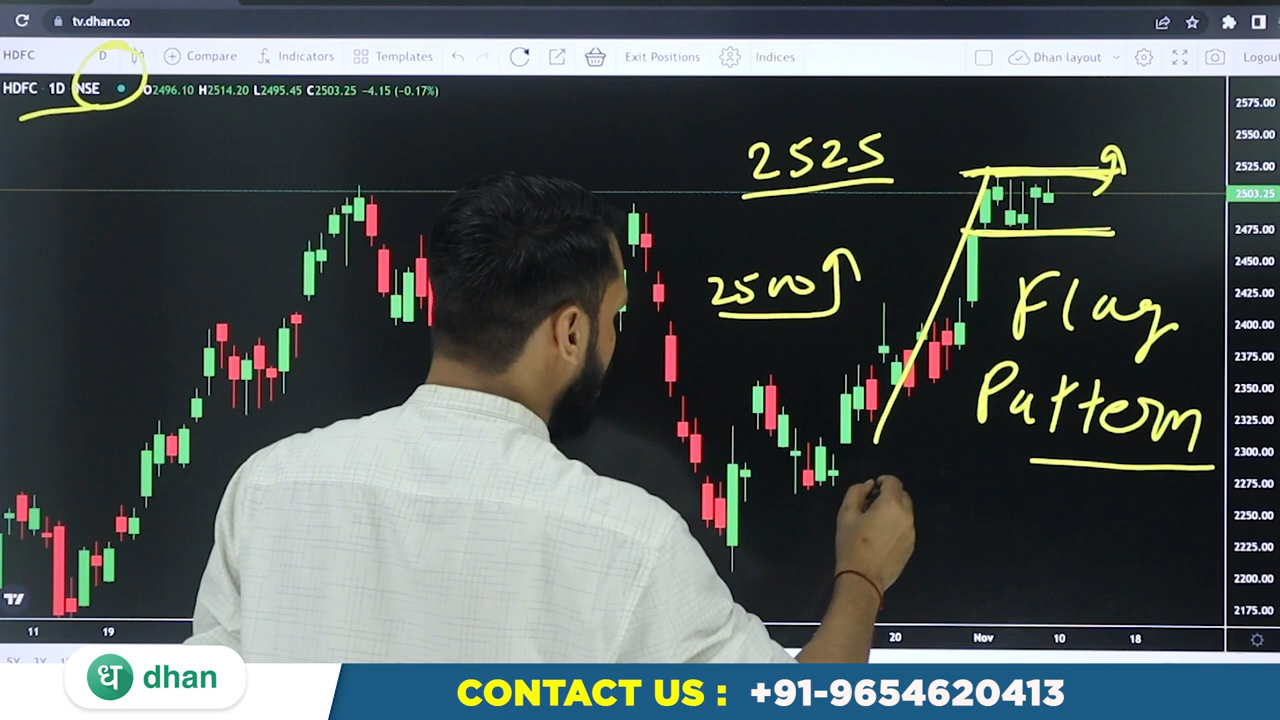 tv.dhan.co
HDFC D Compare Indicators Templates Exit Positions Indices Dhan layout Logout
HDFC 1D NSE O2496.10 H2514.20 L2495.45 C2503.25 −4.15 (−0.17%)
2575.00
2550.00
2525
2525.00
2503.25
2475.00
2450.00
2500
2425.00
Flag
2400.00
2375.00
Pattern
2350.00
2325.00
2300.00
2275.00
2250.00
2225.00
2200.00
2175.00
11 19 20 Nov 10 18
5Y 3Y
ध dhan
CONTACT US : +91-9654620413